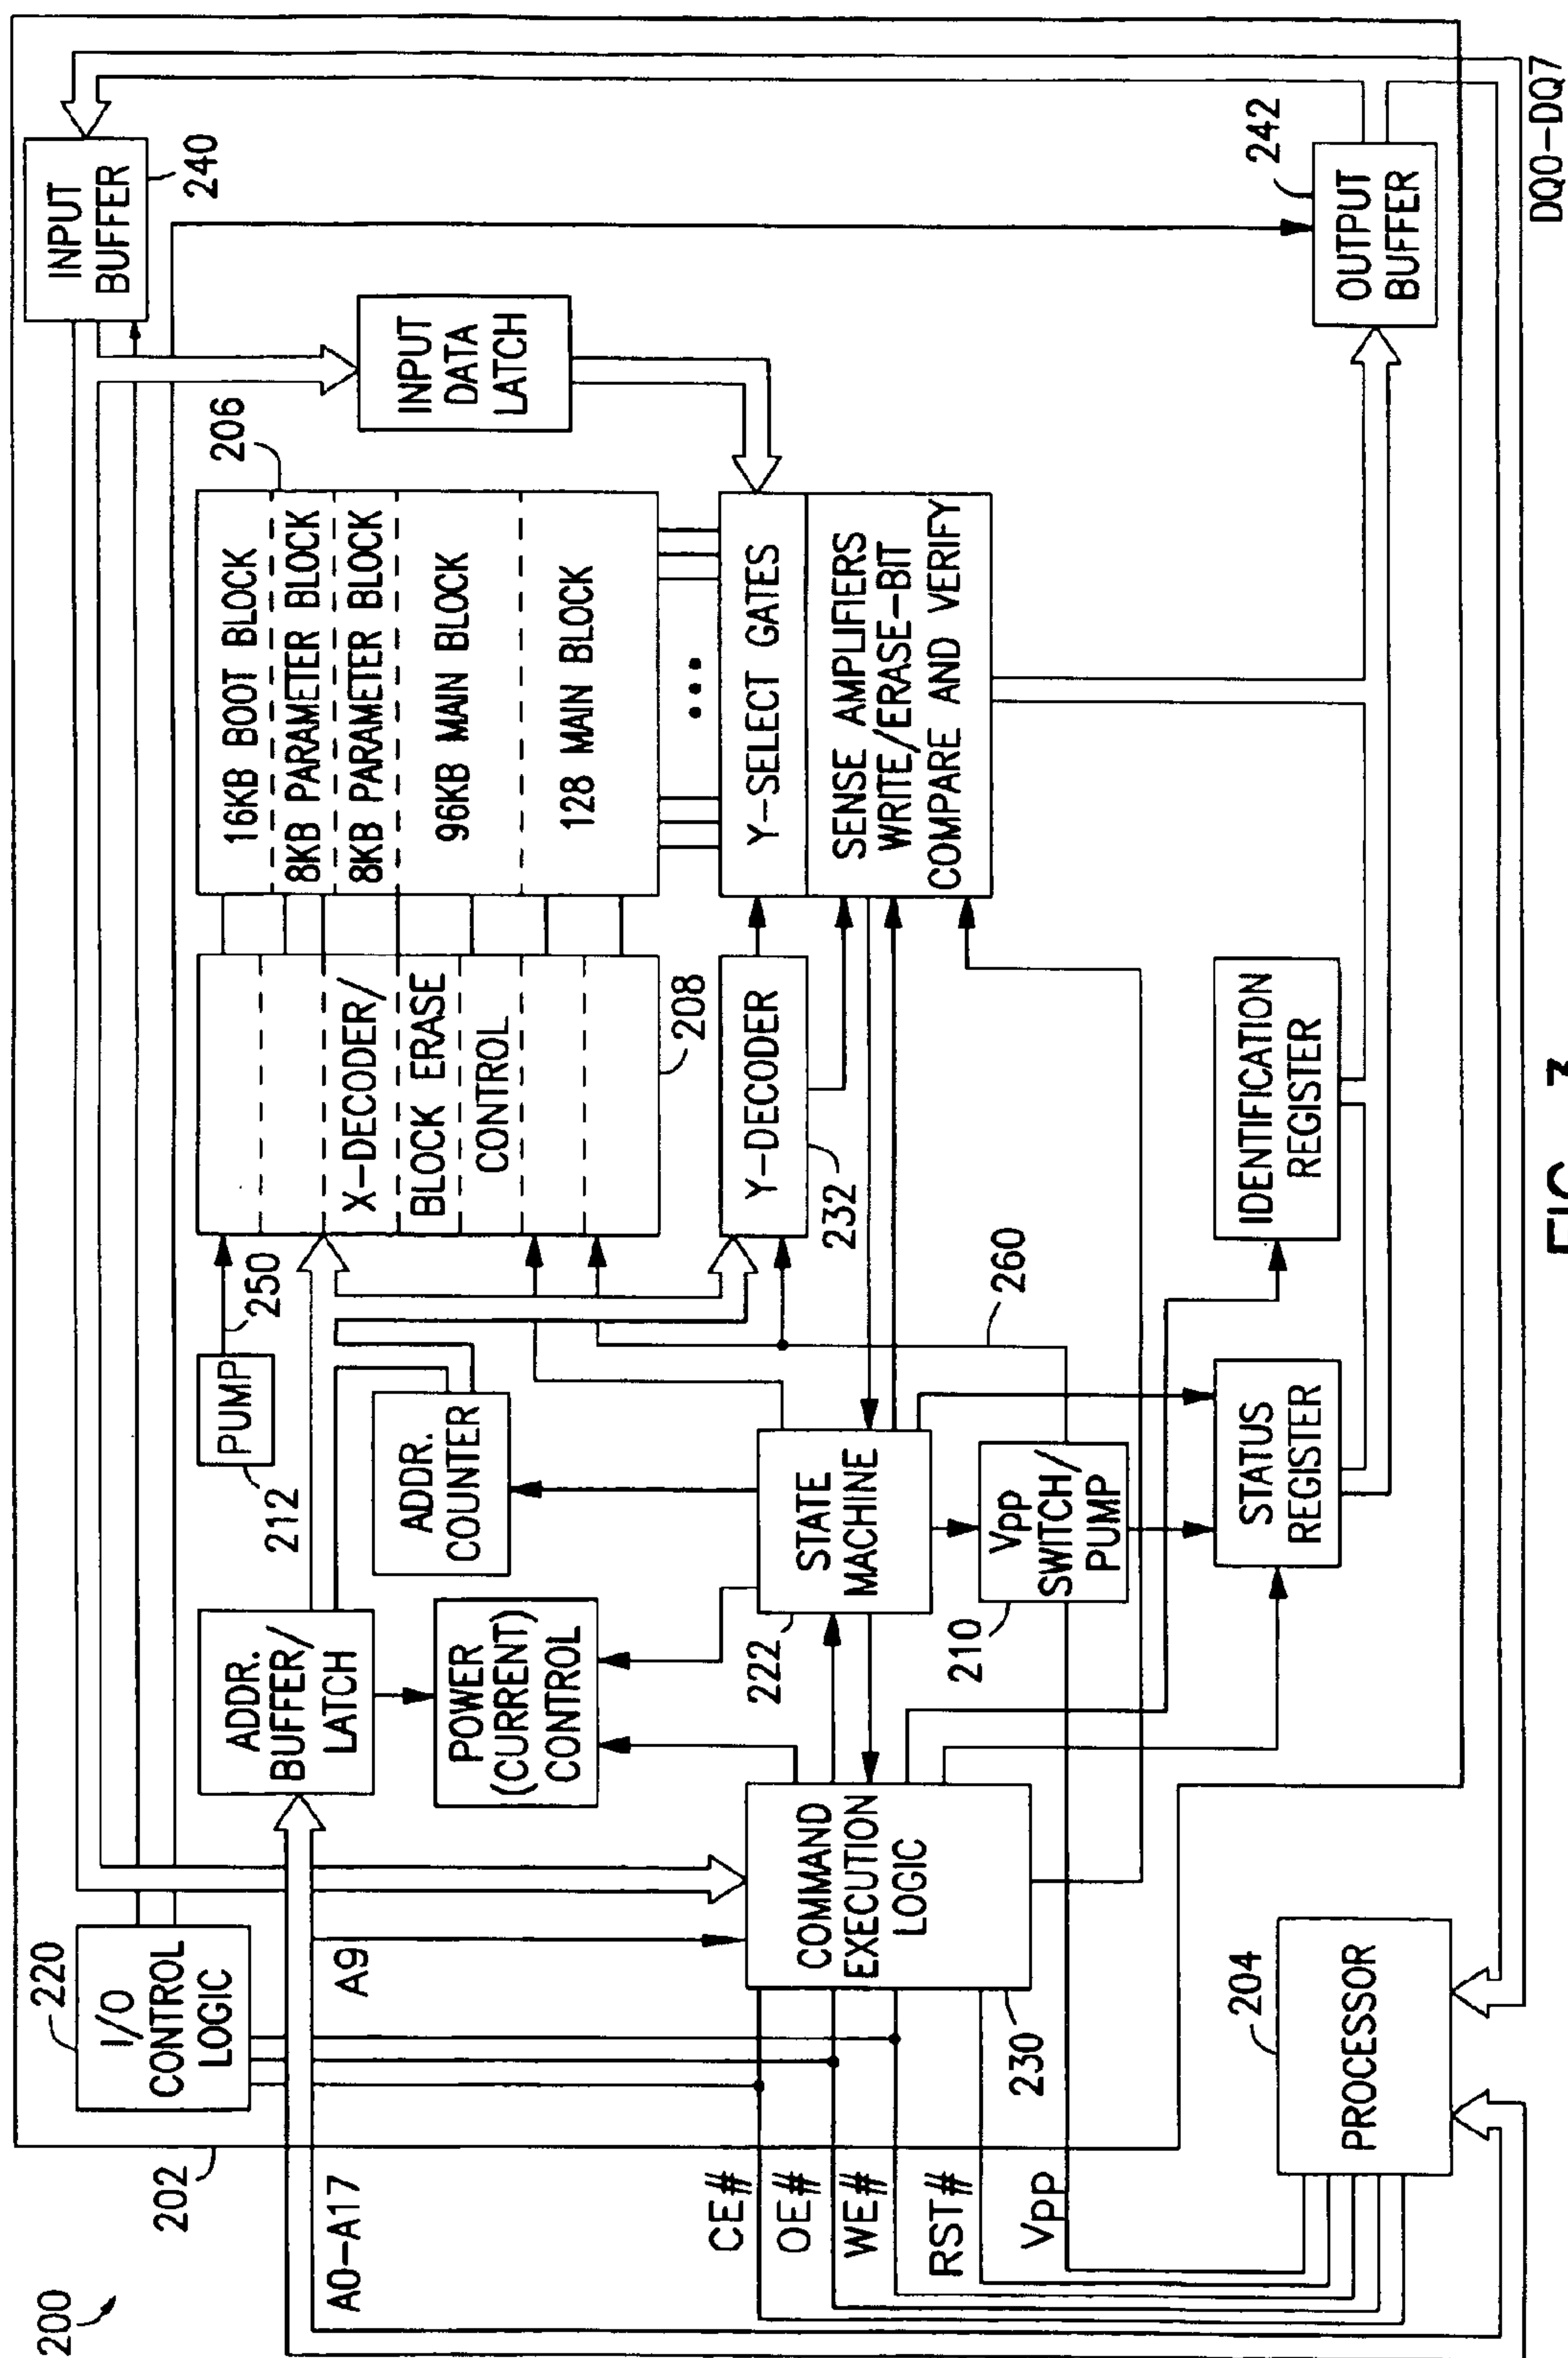 200
202
220
I/O
CONTROL
LOGIC
INPUT
BUFFER
240
A0-A17
A9
ADDR.
BUFFER/
LATCH
212
PUMP
250
X-DECODER/
BLOCK ERASE
CONTROL
208
16KB BOOT BLOCK
8KB PARAMETER BLOCK
8KB PARAMETER BLOCK
96KB MAIN BLOCK
128 MAIN BLOCK
206
INPUT
DATA
LATCH
ADDR.
COUNTER
POWER
(CURRENT)
CONTROL
Y-DECODER
232
Y-SELECT GATES
SENSE AMPLIFIERS
WRITE/ERASE-BIT
COMPARE AND VERIFY
CE#
OE#
WE#
RST#
Vpp
COMMAND
EXECUTION
LOGIC
230
STATE
MACHINE
222
Vpp
SWITCH/
PUMP
210
260
STATUS
REGISTER
IDENTIFICATION
REGISTER
OUTPUT
BUFFER
242
204
PROCESSOR
DQ0-DQ7